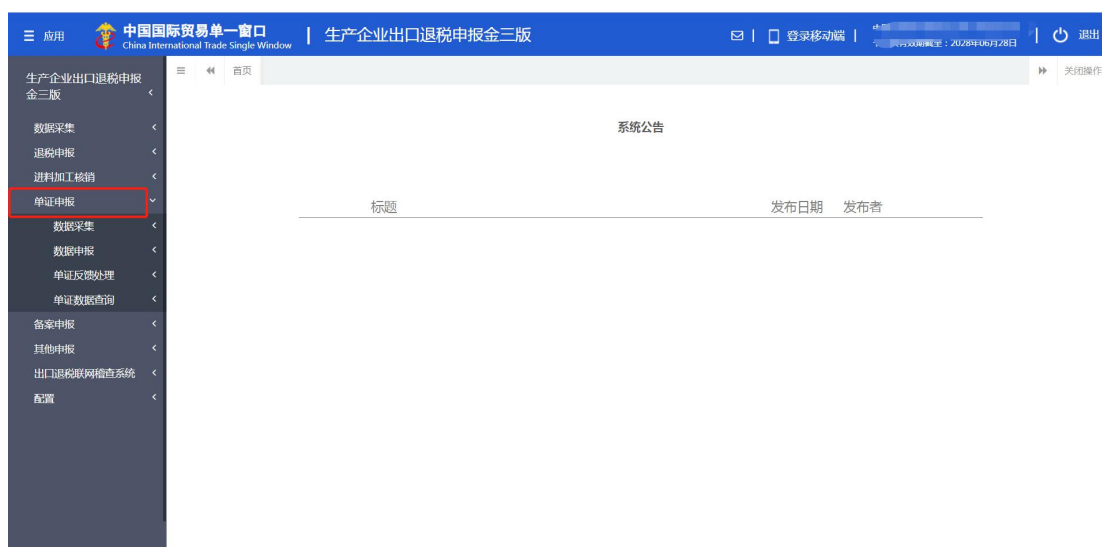 应用
中国国际贸易单一窗口
China International Trade Single Window
生产企业出口退税申报金三版
登录移动端
有效期截至：2028年06月28日
退出
生产企业出口退税申报金三版
首页
关闭操作
数据采集
退税申报
进料加工核销
单证申报
数据采集
数据申报
单证反馈处理
单证数据查询
备案申报
其他申报
出口退税联网稽查系统
配置
系统公告
标题 发布日期 发布者